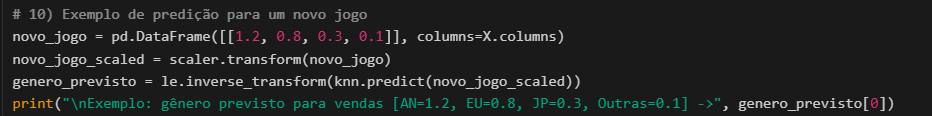 # 10) Exemplo de predição para um novo jogo
novo_jogo = pd.DataFrame([[1.2, 0.8, 0.3, 0.1]], columns=X.columns)
novo_jogo_scaled = scaler.transform(novo_jogo)
genero_previsto = le.inverse_transform(knn.predict(novo_jogo_scaled))
print("\nExemplo: gênero previsto para vendas [AN=1.2, EU=0.8, JP=0.3, Outras=0.1] ->", genero_previsto[0])